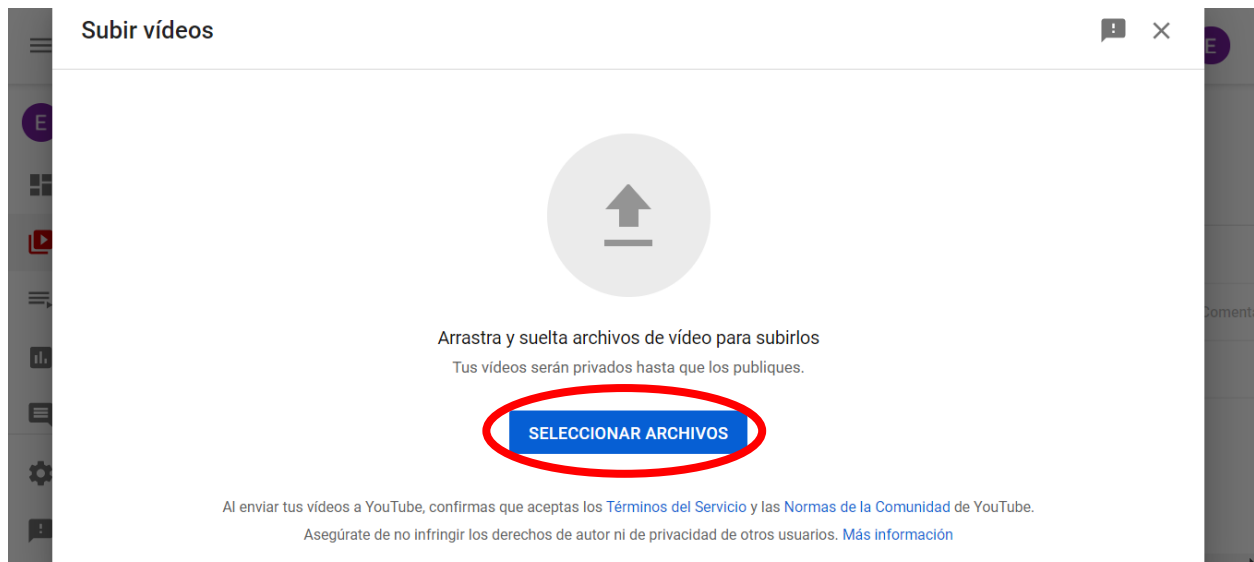 Subir vídeos
E
E
Arrastra y suelta archivos de vídeo para subirlos
Tus vídeos serán privados hasta que los publiques.
SELECCIONAR ARCHIVOS
Al enviar tus vídeos a YouTube, confirmas que aceptas los Términos del Servicio y las Normas de la Comunidad de YouTube.
Asegúrate de no infringir los derechos de autor ni de privacidad de otros usuarios. Más información